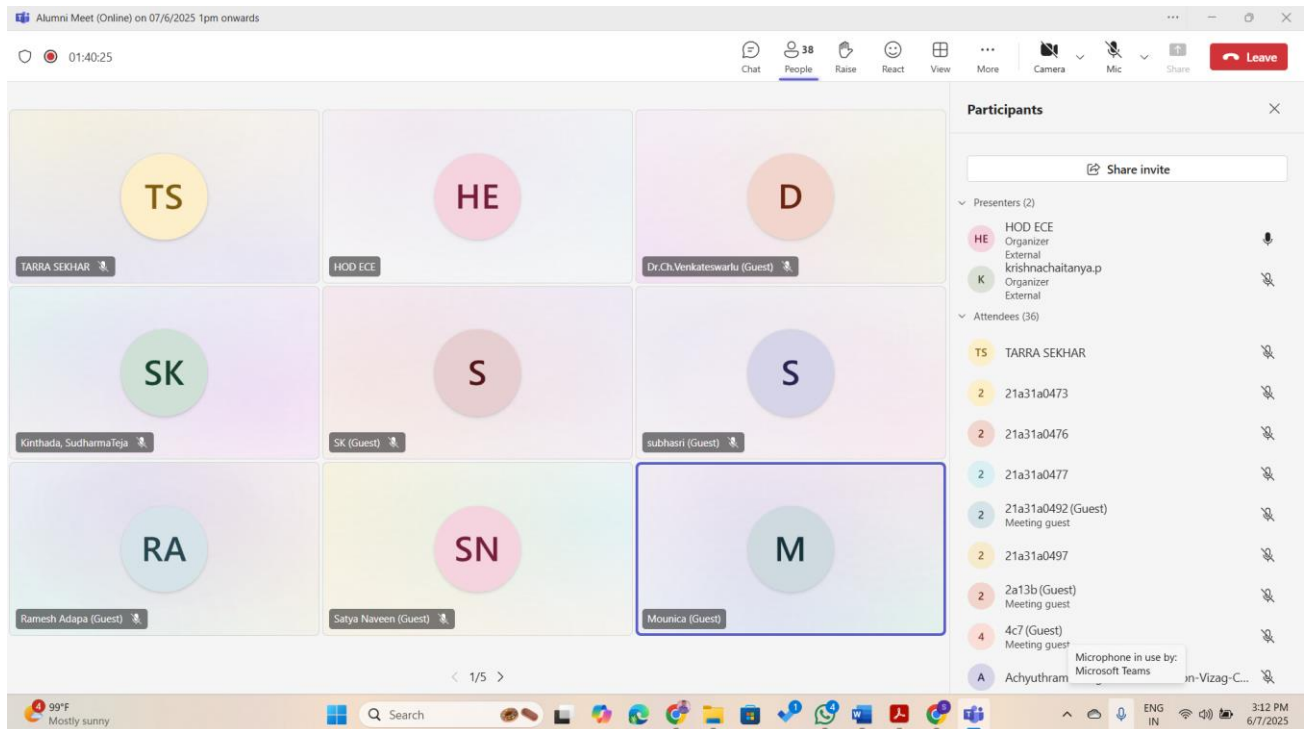 Alumni Meet (Online) on 07/6/2025 1pm onwards
01:40:25
38
Chat
People
Raise
React
View
More
Camera
Mic
Share
Leave
TS
TARRA SEKHAR
HE
HOD ECE
D
Dr.Ch.Venkateswarlu (Guest)
SK
Kinthada, SudharmaTeja
S
SK (Guest)
S
subhasri (Guest)
RA
Ramesh Adapa (Guest)
SN
Satya Naveen (Guest)
M
Mounica (Guest)
1/5
Participants
Share invite
Presenters (2)
HE
HOD ECE
Organizer
External
K
krishnachaitanya.p
Organizer
External
Attendees (36)
TS
TARRA SEKHAR
2
21a31a0473
2
21a31a0476
2
21a31a0477
2
21a31a0492 (Guest)
Meeting guest
2
21a31a0497
2
2a13b (Guest)
Meeting guest
4
4c7 (Guest)
Meeting guest
Microphone in use by:
Microsoft Teams
A
Achyuthram on-Vizag-C...
4
99°F
Mostly sunny
Search
1
4
ENG
IN
3:12 PM
6/7/2025